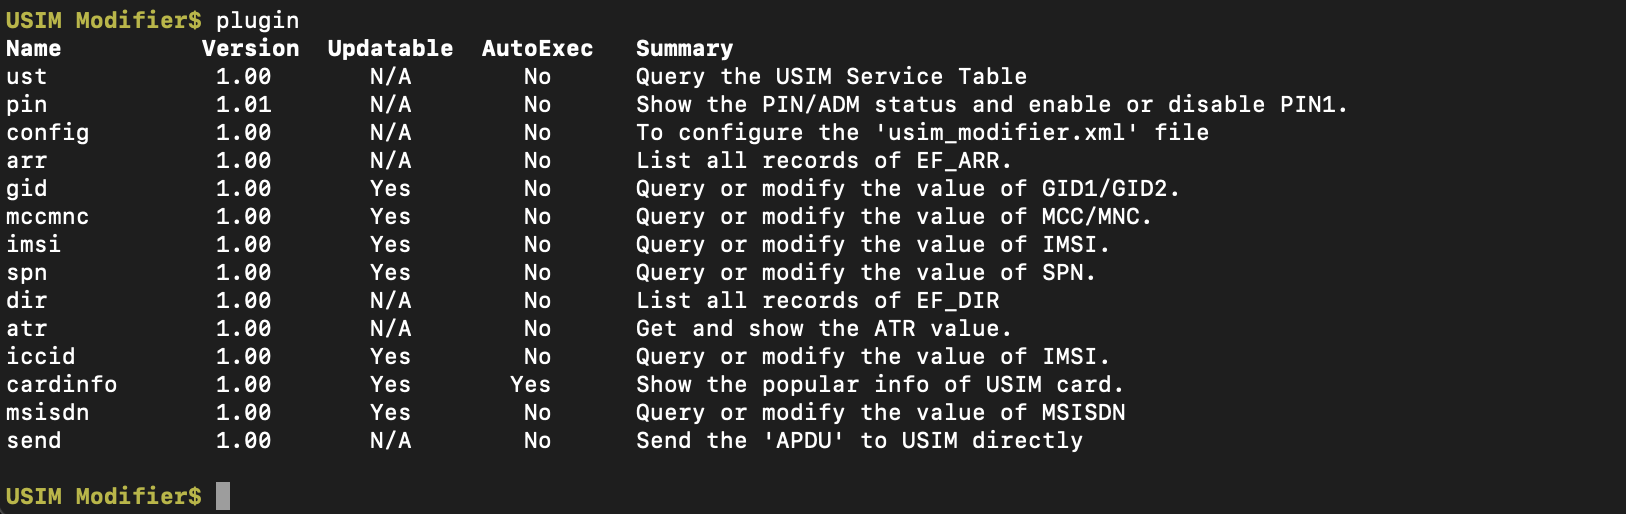 USIM Modifier$ plugin
Name Version Updatable AutoExec Summary
ust 1.00 N/A No Query the USIM Service Table
pin 1.01 N/A No Show the PIN/ADM status and enable or disable PIN1.
config 1.00 N/A No To configure the 'usim_modifier.xml' file
arr 1.00 N/A No List all records of EF_ARR.
gid 1.00 Yes No Query or modify the value of GID1/GID2.
mccmnc 1.00 Yes No Query or modify the value of MCC/MNC.
imsi 1.00 Yes No Query or modify the value of IMSI.
spn 1.00 Yes No Query or modify the value of SPN.
dir 1.00 N/A No List all records of EF_DIR
atr 1.00 N/A No Get and show the ATR value.
iccid 1.00 Yes No Query or modify the value of IMSI.
cardinfo 1.00 Yes Yes Show the popular info of USIM card.
msisdn 1.00 Yes No Query or modify the value of MSISDN
send 1.00 N/A No Send the 'APDU' to USIM directly
USIM Modifier$